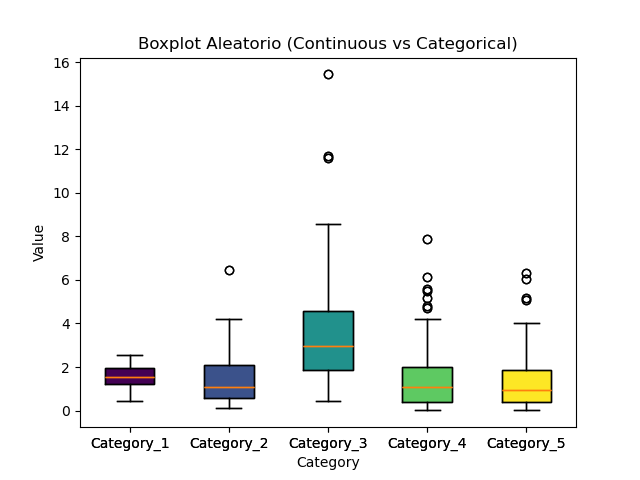 Boxplot Aleatorio (Continuous vs Categorical)
16
14
12
10
8
6
4
2
0
Value
Category_1 Category_2 Category_3 Category_4 Category_5
Category